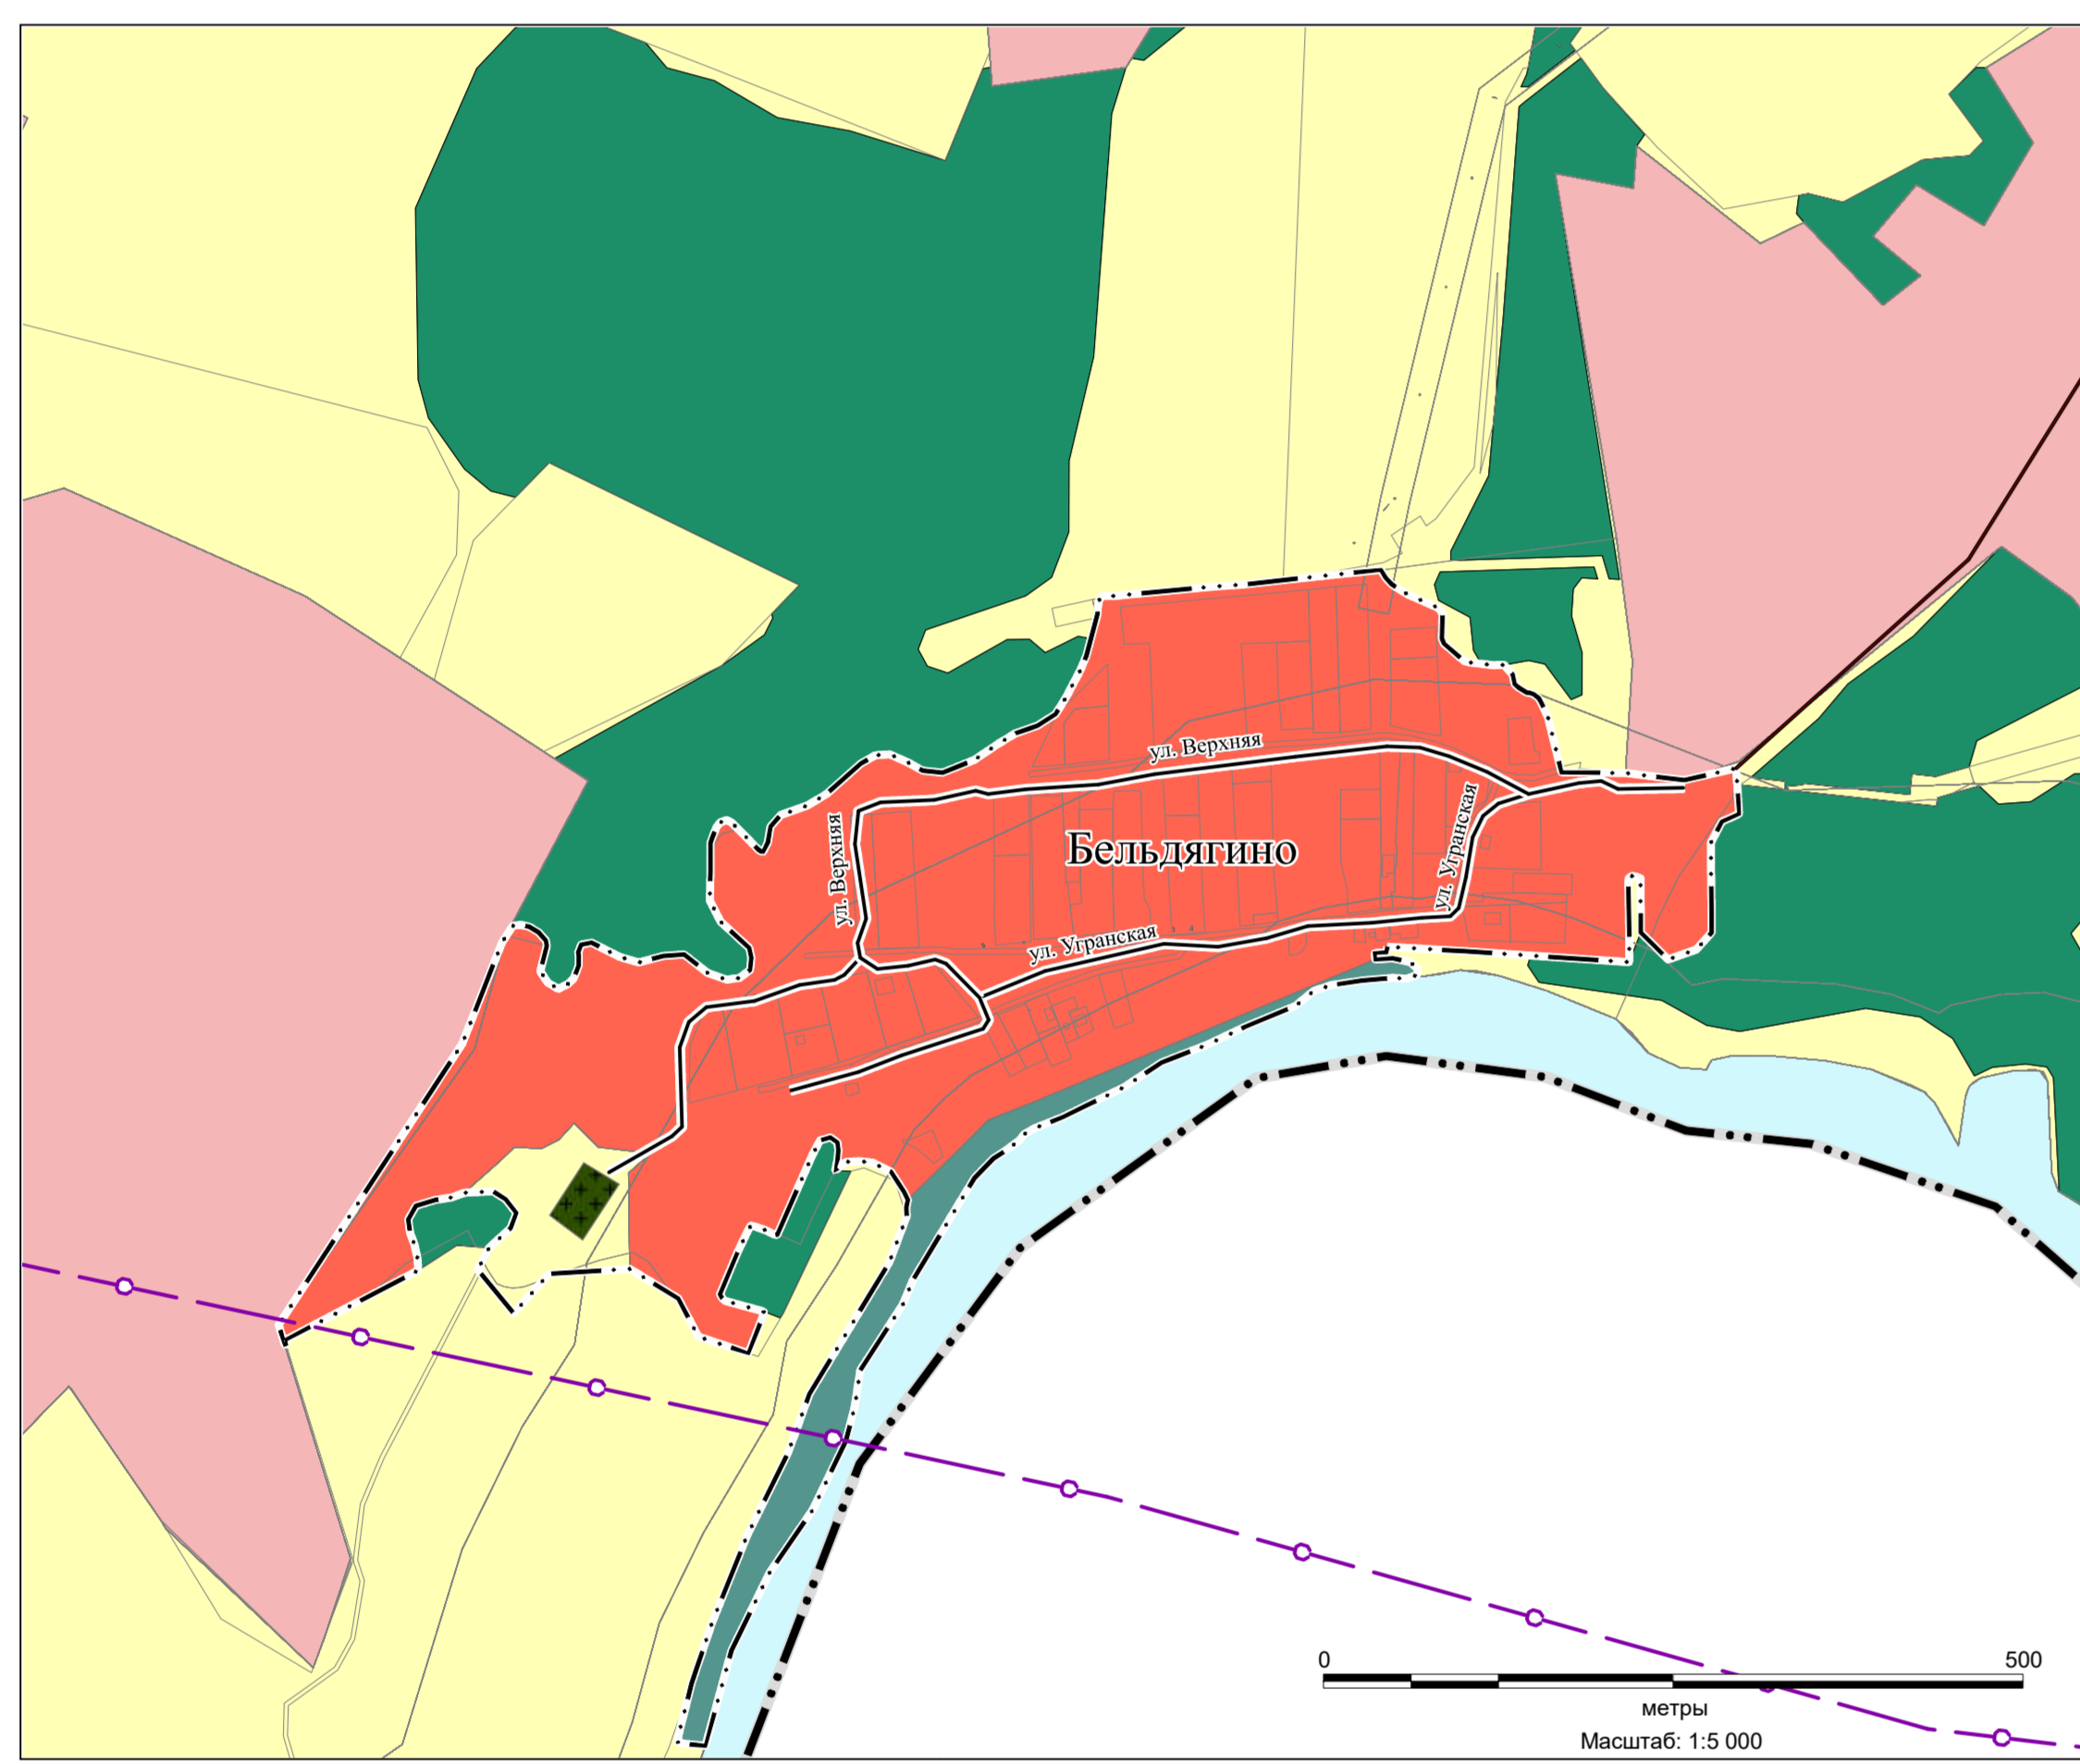 ул. Верхняя
ул. Угранская
ул. Верхняя
Бельдягино
ул. Угранская
0 500
метры
Масштаб: 1:5 000